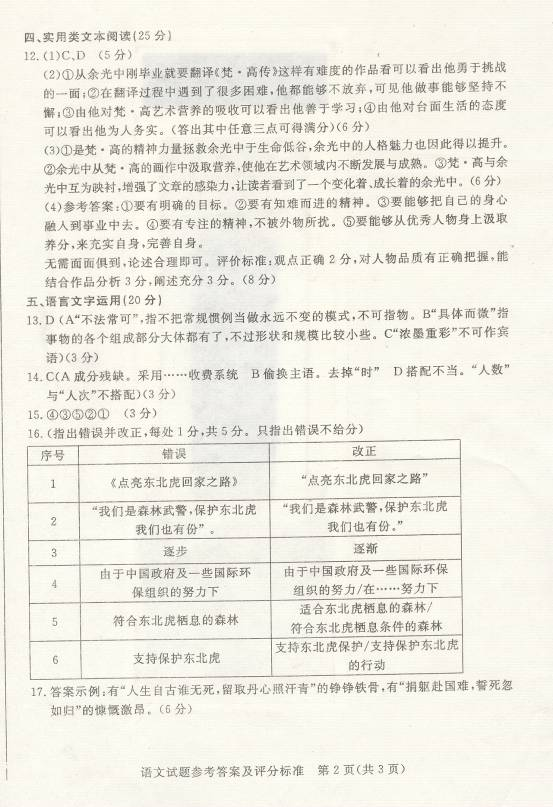 四、实用类文本阅读(25 分)
12.(1)C、D (5 分)
(2)①从余光中刚毕业就要翻译《梵·高传》这样有难度的作品看可以看出他勇于挑战
的一面;②在翻译过程中遇到了很多困难,他都能够不放弃,可见他做事能够坚持不
懈;③由他对梵·高艺术营养的吸收可以看出他善于学习;④由他对台面生活的态度
可以看出他为人务实。(答出其中任意三点可得满分)(6 分)
(3)①是梵·高的精神力量拯救余光中于生命低谷,余光中的人格魅力也因此得以提升。
②余光中从梵·高的画作中汲取营养,使他在艺术领域内不断发展与成熟。③梵·高与余
光中互为映衬,增强了文章的感染力,让读者看到了一个变化着、成长着的余光中。(6 分)
(4)参考答案:①要有明确的目标。②要有知难而进的精神。③要能够把自己的身心
融入到事业中去。④要有专注的精神,不被外物所扰。⑤要能够从优秀人物身上汲取
养分,来充实自身,完善自身。
无需面面俱到,论述合理即可。评价标准:观点正确 2 分,对人物品质有正确把握,能
结合作品分析 3 分,阐述充分 3 分。(8 分)
五、语言文字运用(20 分)
13. D (A“不法常可”,指不把常规惯例当做永远不变的模式,不可指物。B“具体而微”指
事物的各个组成部分大体都有了,不过形状和规模比较小些。C“浓墨重彩”不可作宾
语)(3 分)
14. C(A 成分残缺。采用……收费系统 B 偷换主语。去掉“时” D 搭配不当。“人数”
与“人次”不搭配)(3 分)
15. ④③⑤②① (3 分)
16.(指出错误并改正,每处 1 分,共 5 分。只指出错误不给分)
序号 错误 改正
1 《点亮东北虎回家之路》 “点亮东北虎回家之路”
2 “我们是森林武警,保护东北虎 “我们是森林武警,保护东北虎
我们也有份”。 我们也有份。”
3 逐步 逐渐
4 由于中国政府及一些国际环 由于中国政府及一些国际环保
保组织的努力下 组织的努力/在……努力下
5 符合东北虎栖息的森林 适合东北虎栖息的森林/
符合东北虎栖息条件的森林
6 支持保护东北虎 支持东北虎保护/支持保护东北虎
的行动
17. 答案示例:有“人生自古谁无死,留取丹心照汗青”的铮铮铁骨,有“捐躯赴国难,誓死忽
如归”的慷慨激昂。(6 分)
语文试题参考答案及评分标准 第 2 页(共 3 页)